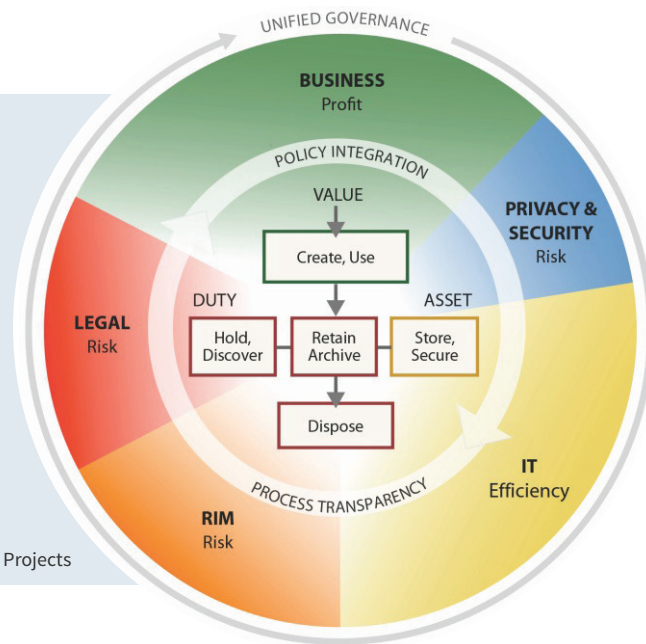 UNIFIED GOVERNANCE
BUSINESS
Profit
POLICY INTEGRATION
VALUE
PRIVACY &
SECURITY
Risk
Create, Use
DUTY
ASSET
LEGAL
Risk
Hold,
Discover
Retain
Archive
Store,
Secure
Dispose
IT
Efficiency
PROCESS TRANSPARENCY
RIM
Risk
Projects